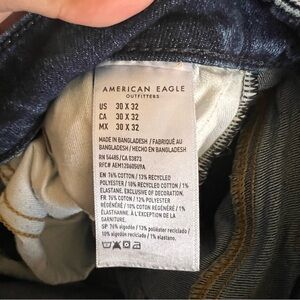 AMERICAN EAGLE
OUTFITTERS
US 30 X 32
CA 30 X 32
MX 30 X 32
MADE IN BANGLADESH / FABRIQUÉ AU
BANGLADESH / HECHO EN BANGLADESH
RN 54485/CA 03873
EN 76% COTTON / 13% RECYCLED
POLYESTER / 10% RECYCLED COTTON / 1%
ELASTANE. EXCLUSIVE OF DECORATION.
FR 76% COTON / 13% POLYESTER
RÉGÉNÉRÉ / 10% COTON RÉGÉNÉRÉ / 1%
ÉLASTHANNE. À L'EXCEPTION DE LA
GARNITURE.
SP 76% algodón / 13% poliéster reciclado
10% algodón reciclado / 1% elastano